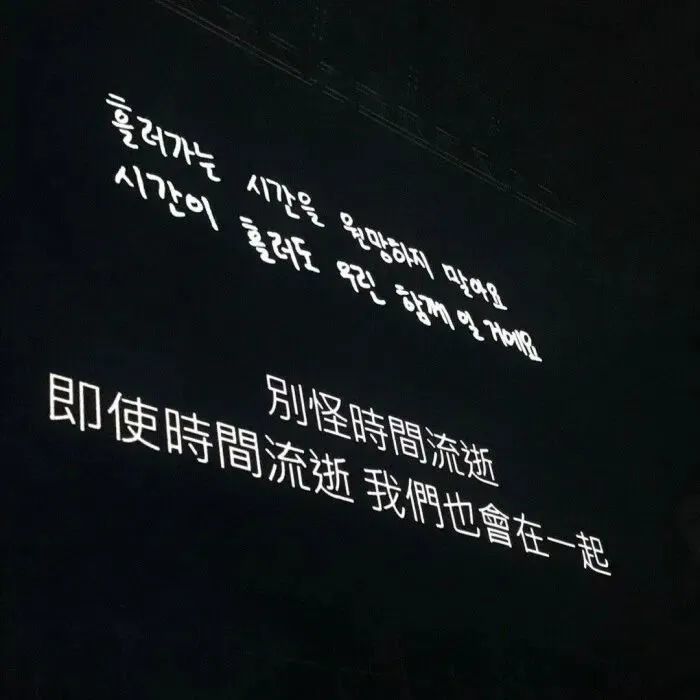 흘러가는 시간을 원망하지 말아요
시간이 흘러도 우린 함께 일 거에요
別怪時間流逝
即使時間流逝 我們也會在一起